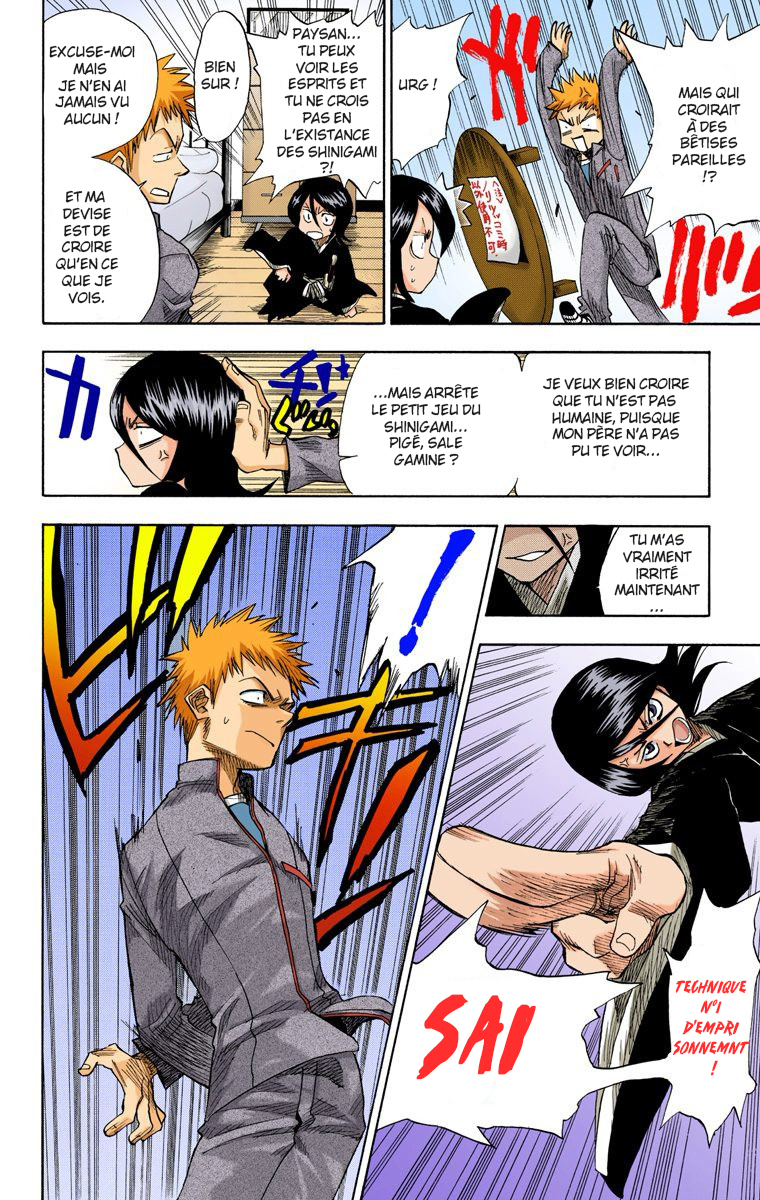 MAIS QUI
CROIRAIT
À DES
BÊTISES
PAREILLES
!?
URG !
PAYSAN...
TU PEUX
VOIR LES
ESPRITS ET
TU NE CROIS
PAS EN
L'EXISTANCE
DES SHINIGAMI
?!
BIEN
SUR !
EXCUSE-MOI
MAIS
JE N'EN AI
JAMAIS VU
AUCUN !
ET MA
DEVISE
EST DE
CROIRE
QU'EN CE
QUE JE
VOIS.
JE VEUX BIEN CROIRE
QUE TU N'EST PAS
HUMAINE, PUISQUE
MON PÈRE N'A PAS
PU TE VOIR...
...MAIS ARRÊTE
LE PETIT JEU DU
SHINIGAMI...
PIGÉ, SALE
GAMINE ?
TU M'AS
VRAIMENT
IRRITÉ
MAINTENANT
...
TECHNIQUE
N°1
D'EMPRI
SONNEMNT
!
SAI
!